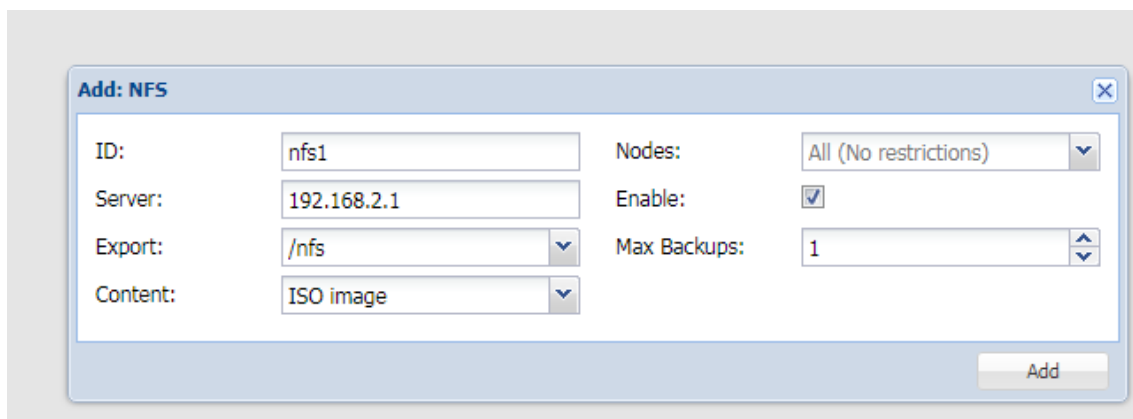 Add: NFS
ID: nfs1 Nodes: All (No restrictions)
Server: 192.168.2.1 Enable:
Export: /nfs Max Backups: 1
Content: ISO image
Add